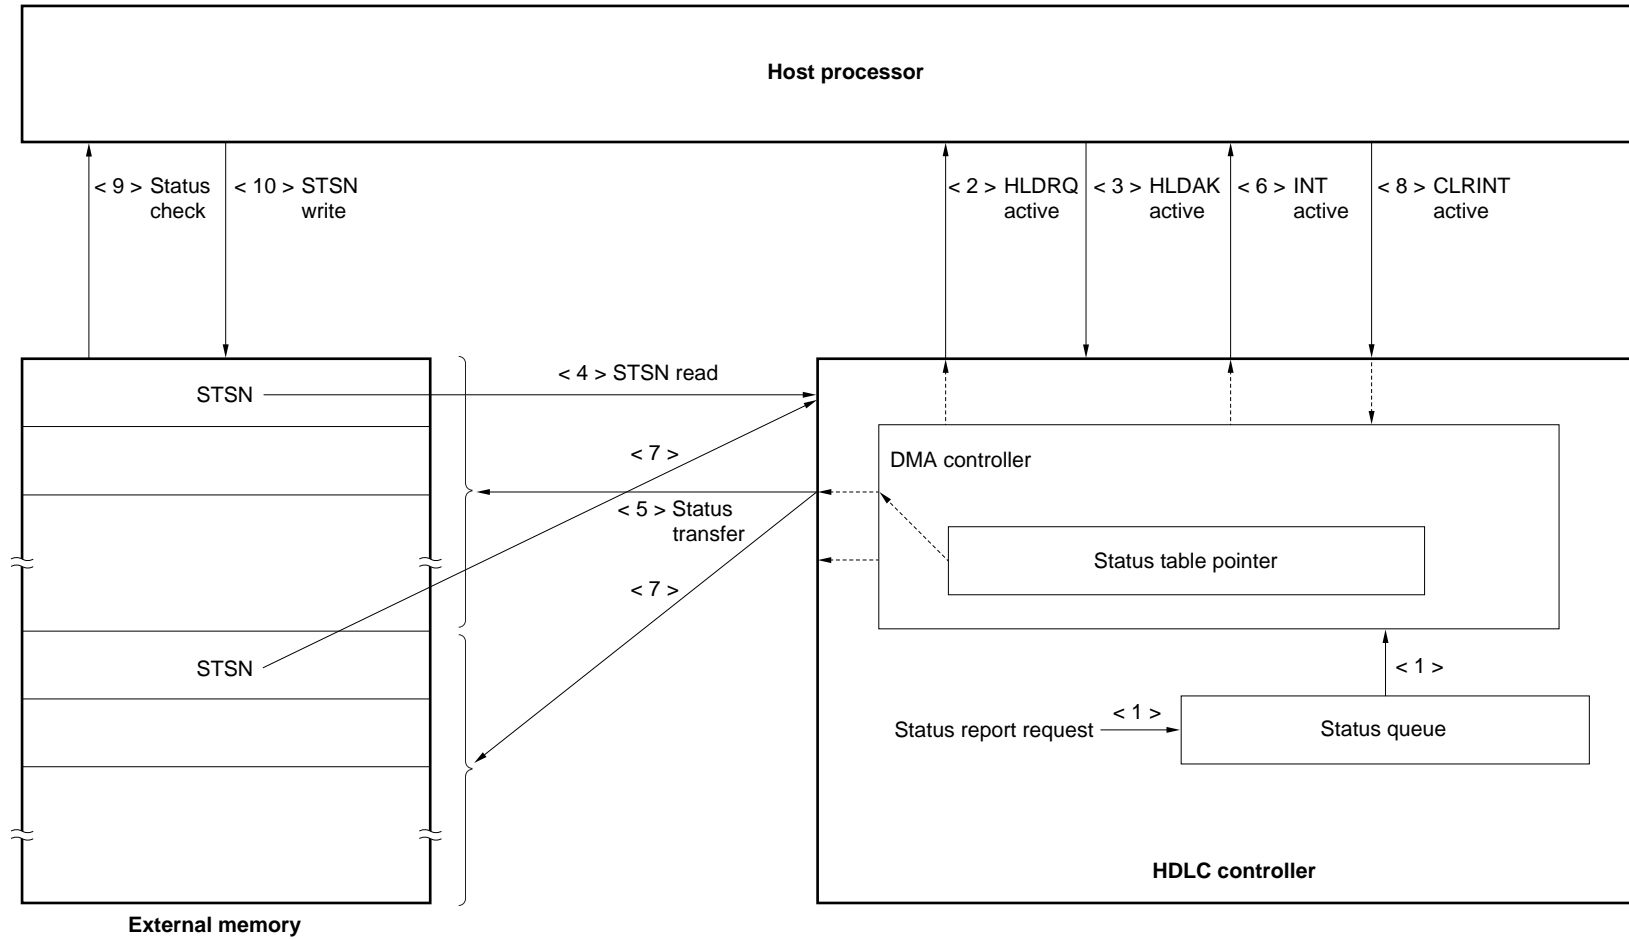 Host processor
< 9 > Status
check
< 10 > STSN
write
< 2 > HLDRQ
active
< 3 > HLDAK
active
< 6 > INT
active
< 8 > CLRINT
active
STSN
< 4 > STSN read
< 7 >
DMA controller
< 5 > Status
transfer
Status table pointer
< 7 >
STSN
< 1 >
Status report request
< 1 >
Status queue
HDLC controller
External memory